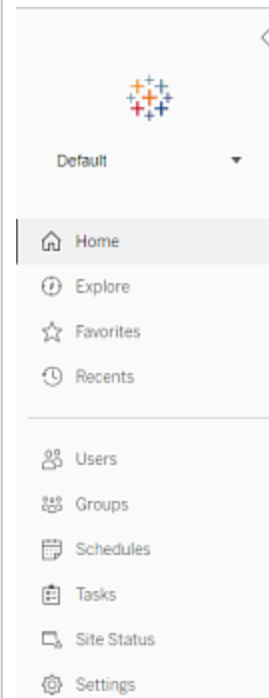 Default
Home
Explore
Favorites
Recents
Users
Groups
Schedules
Tasks
Site Status
Settings